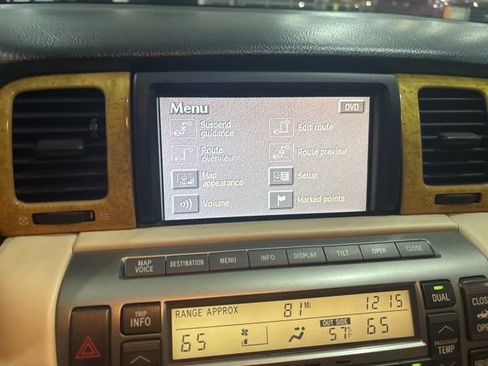 Menu
DVD
Suspend
guidance
Edit route
Route
overview
Route preview
Map
appearance
Setup
Volume
Marked points
MAP
VOICE
DESTINATION
MENU
INFO
DISPLAY
TILT
OPEN
CLOSE
TRIP
INFO
RANGE APPROX
81 MI
12:15
65
OUT SIDE
57°F
65
DUAL
PASSENGER
TEMP
CLOSE
OPE